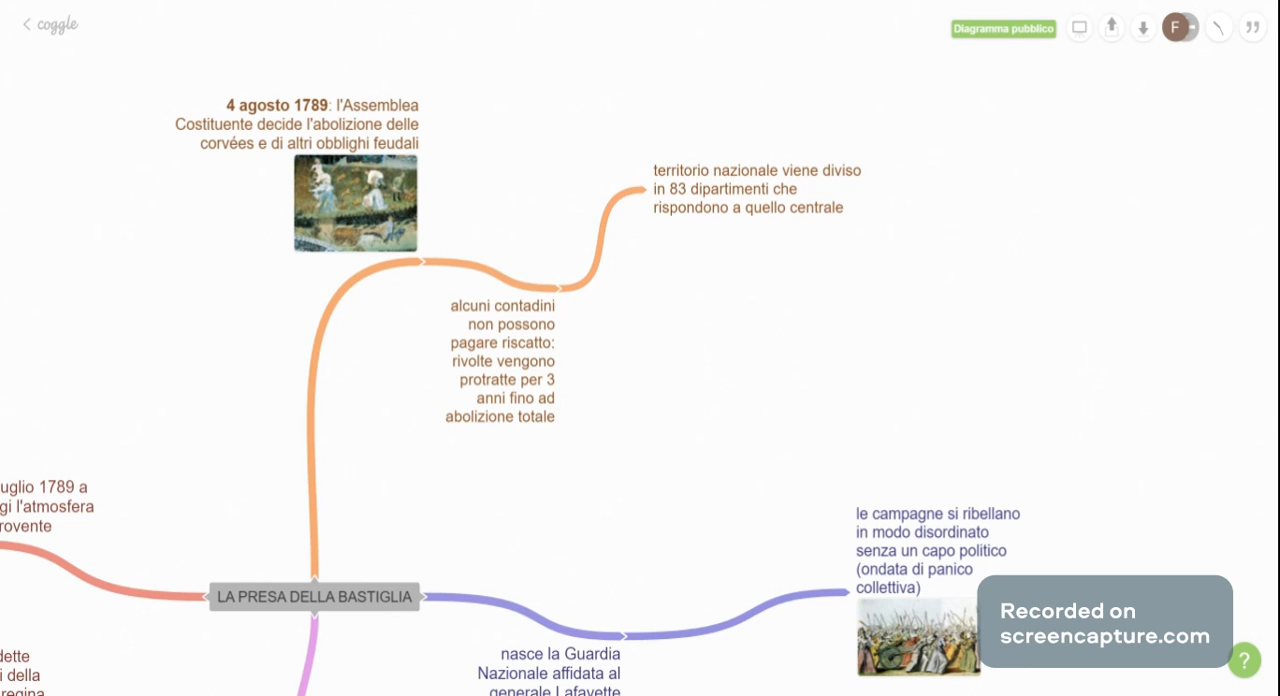 coggle
Diagramma pubblico
F
4 agosto 1789: l'Assemblea
Costituente decide l'abolizione delle
corvées e di altri obblighi feudali
territorio nazionale viene diviso
in 83 dipartimenti che
rispondono a quello centrale
alcuni contadini
non possono
pagare riscatto:
rivolte vengono
protratte per 3
anni fino ad
abolizione totale
uglio 1789 a
gi l'atmosfera
rovente
le campagne si ribellano
in modo disordinato
senza un capo politico
(ondata di panico
collettiva)
LA PRESA DELLA BASTIGLIA
Recorded on
screencapture.com
?
nasce la Guardia
Nazionale affidata al
generale Lafayette
dette
i della
regina